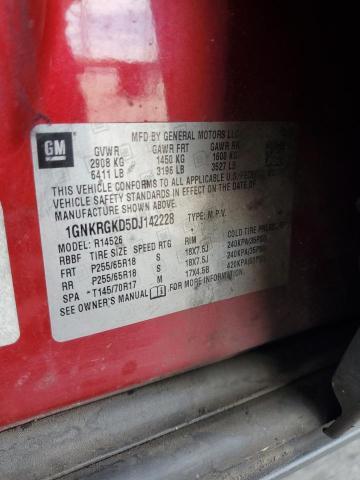 GM
MFD BY GENERAL MOTORS LLC
GVWR GAWR FRT GAWR RR
2908 KG 1450 KG 1600 KG
6411 LB 3196 LB 3527 LB
THIS VEHICLE CONFORMS TO ALL APPLICABLE U.S. FEDERAL
VEHICLE SAFETY AND THEFT PREVENTION STANDARDS
IN EFFECT ON THE DATE OF MANUFACTURE SHOWN ABOVE.
1GNKRGKD5DJ142228 TYPE: M.P.V.
MODEL: R14526
RBBF TIRE SIZE SPEED RTG RIM COLD TIRE
FRT P255/65R18 S 18X7.5J 240KPA(35PSI)
RR P255/65R18 S 18X7.5J 240KPA(35PSI)
SPA *T145/70R17 M 17X4.5B 420KPA(60PSI)
SEE OWNER'S MANUAL